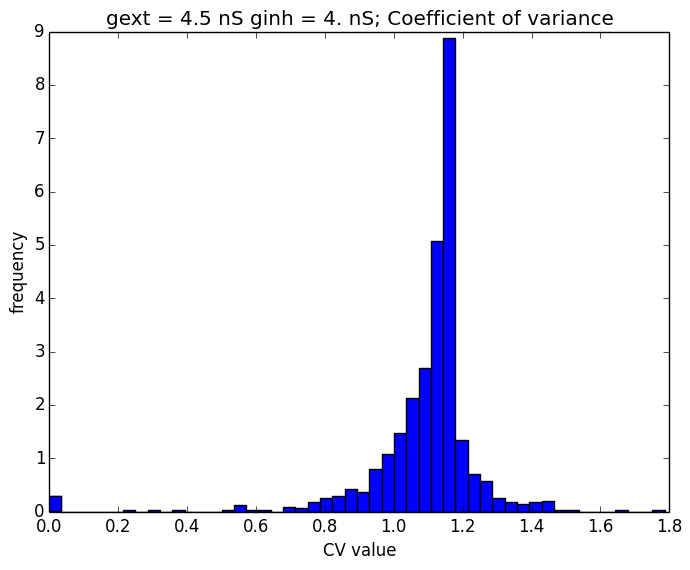 gext = 4.5 nS ginh = 4. nS; Coefficient of variance
9
8
7
6
5
4
3
2
1
0
frequency
0.0 0.2 0.4 0.6 0.8 1.0 1.2 1.4 1.6 1.8
CV value